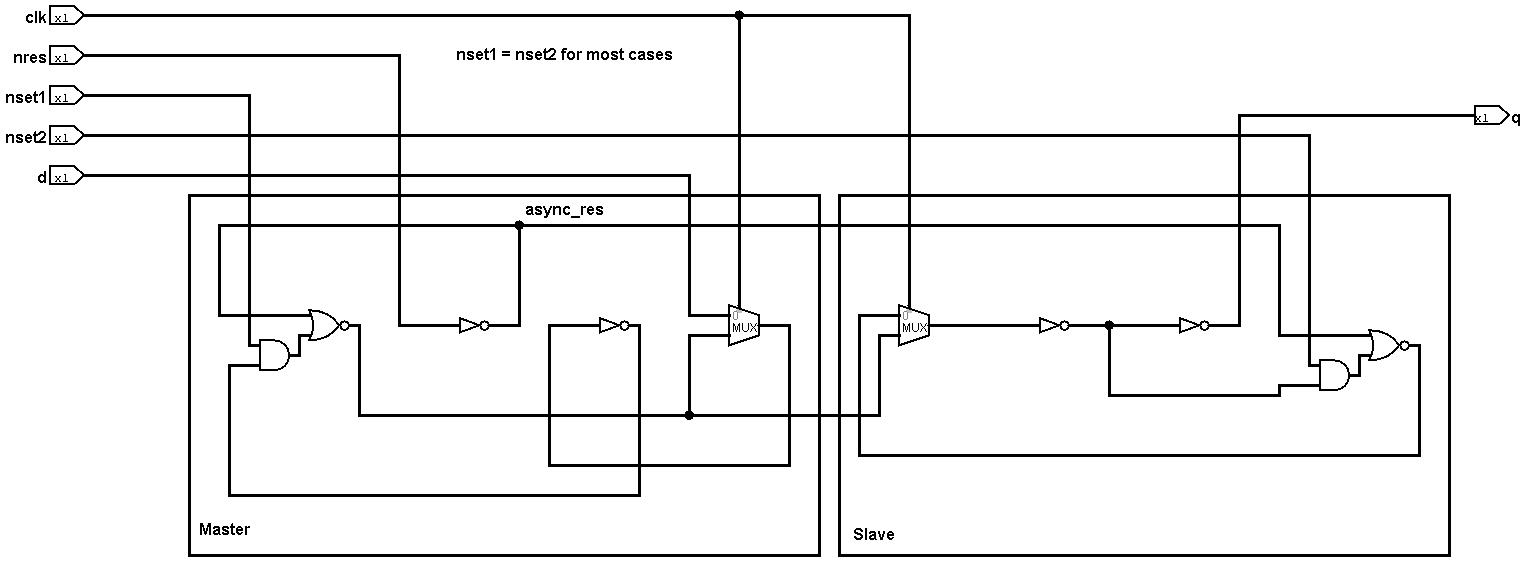 clk x1
nres x1
nset1 = nset2 for most cases
nset1 x1
nset2 x1
x1 q
d x1
async_res
0
MUX
0
MUX
Master
Slave